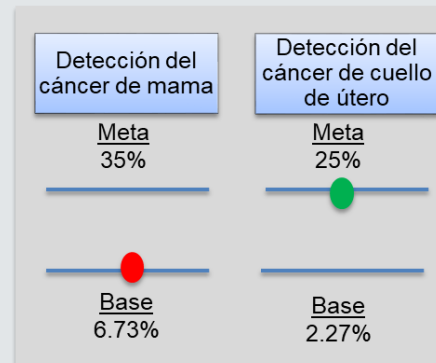 Detección del
cáncer de mama
Meta
35%
Base
6.73%
Detección del
cáncer de cuello
de útero
Meta
25%
Base
2.27%